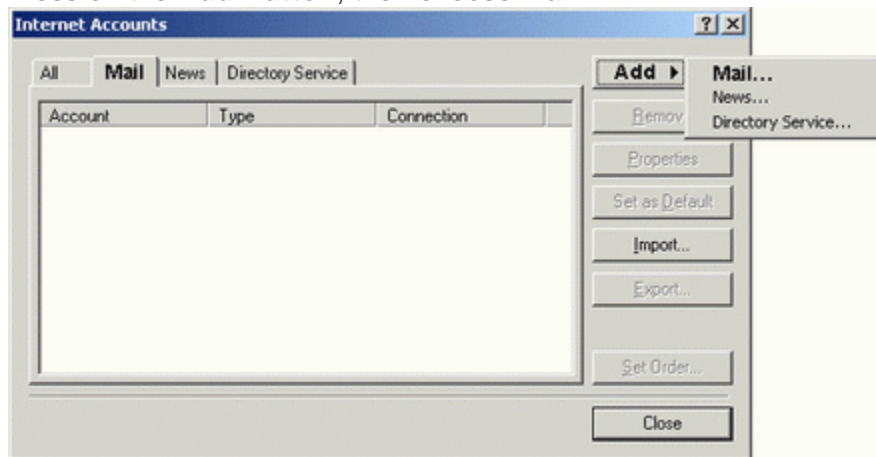 Internet Accounts
All Mail News Directory Service
Add
Mail...
News...
Directory Service...
Account Type Connection
Remov
Properties
Set as Default
Import...
Export...
Set Order...
Close